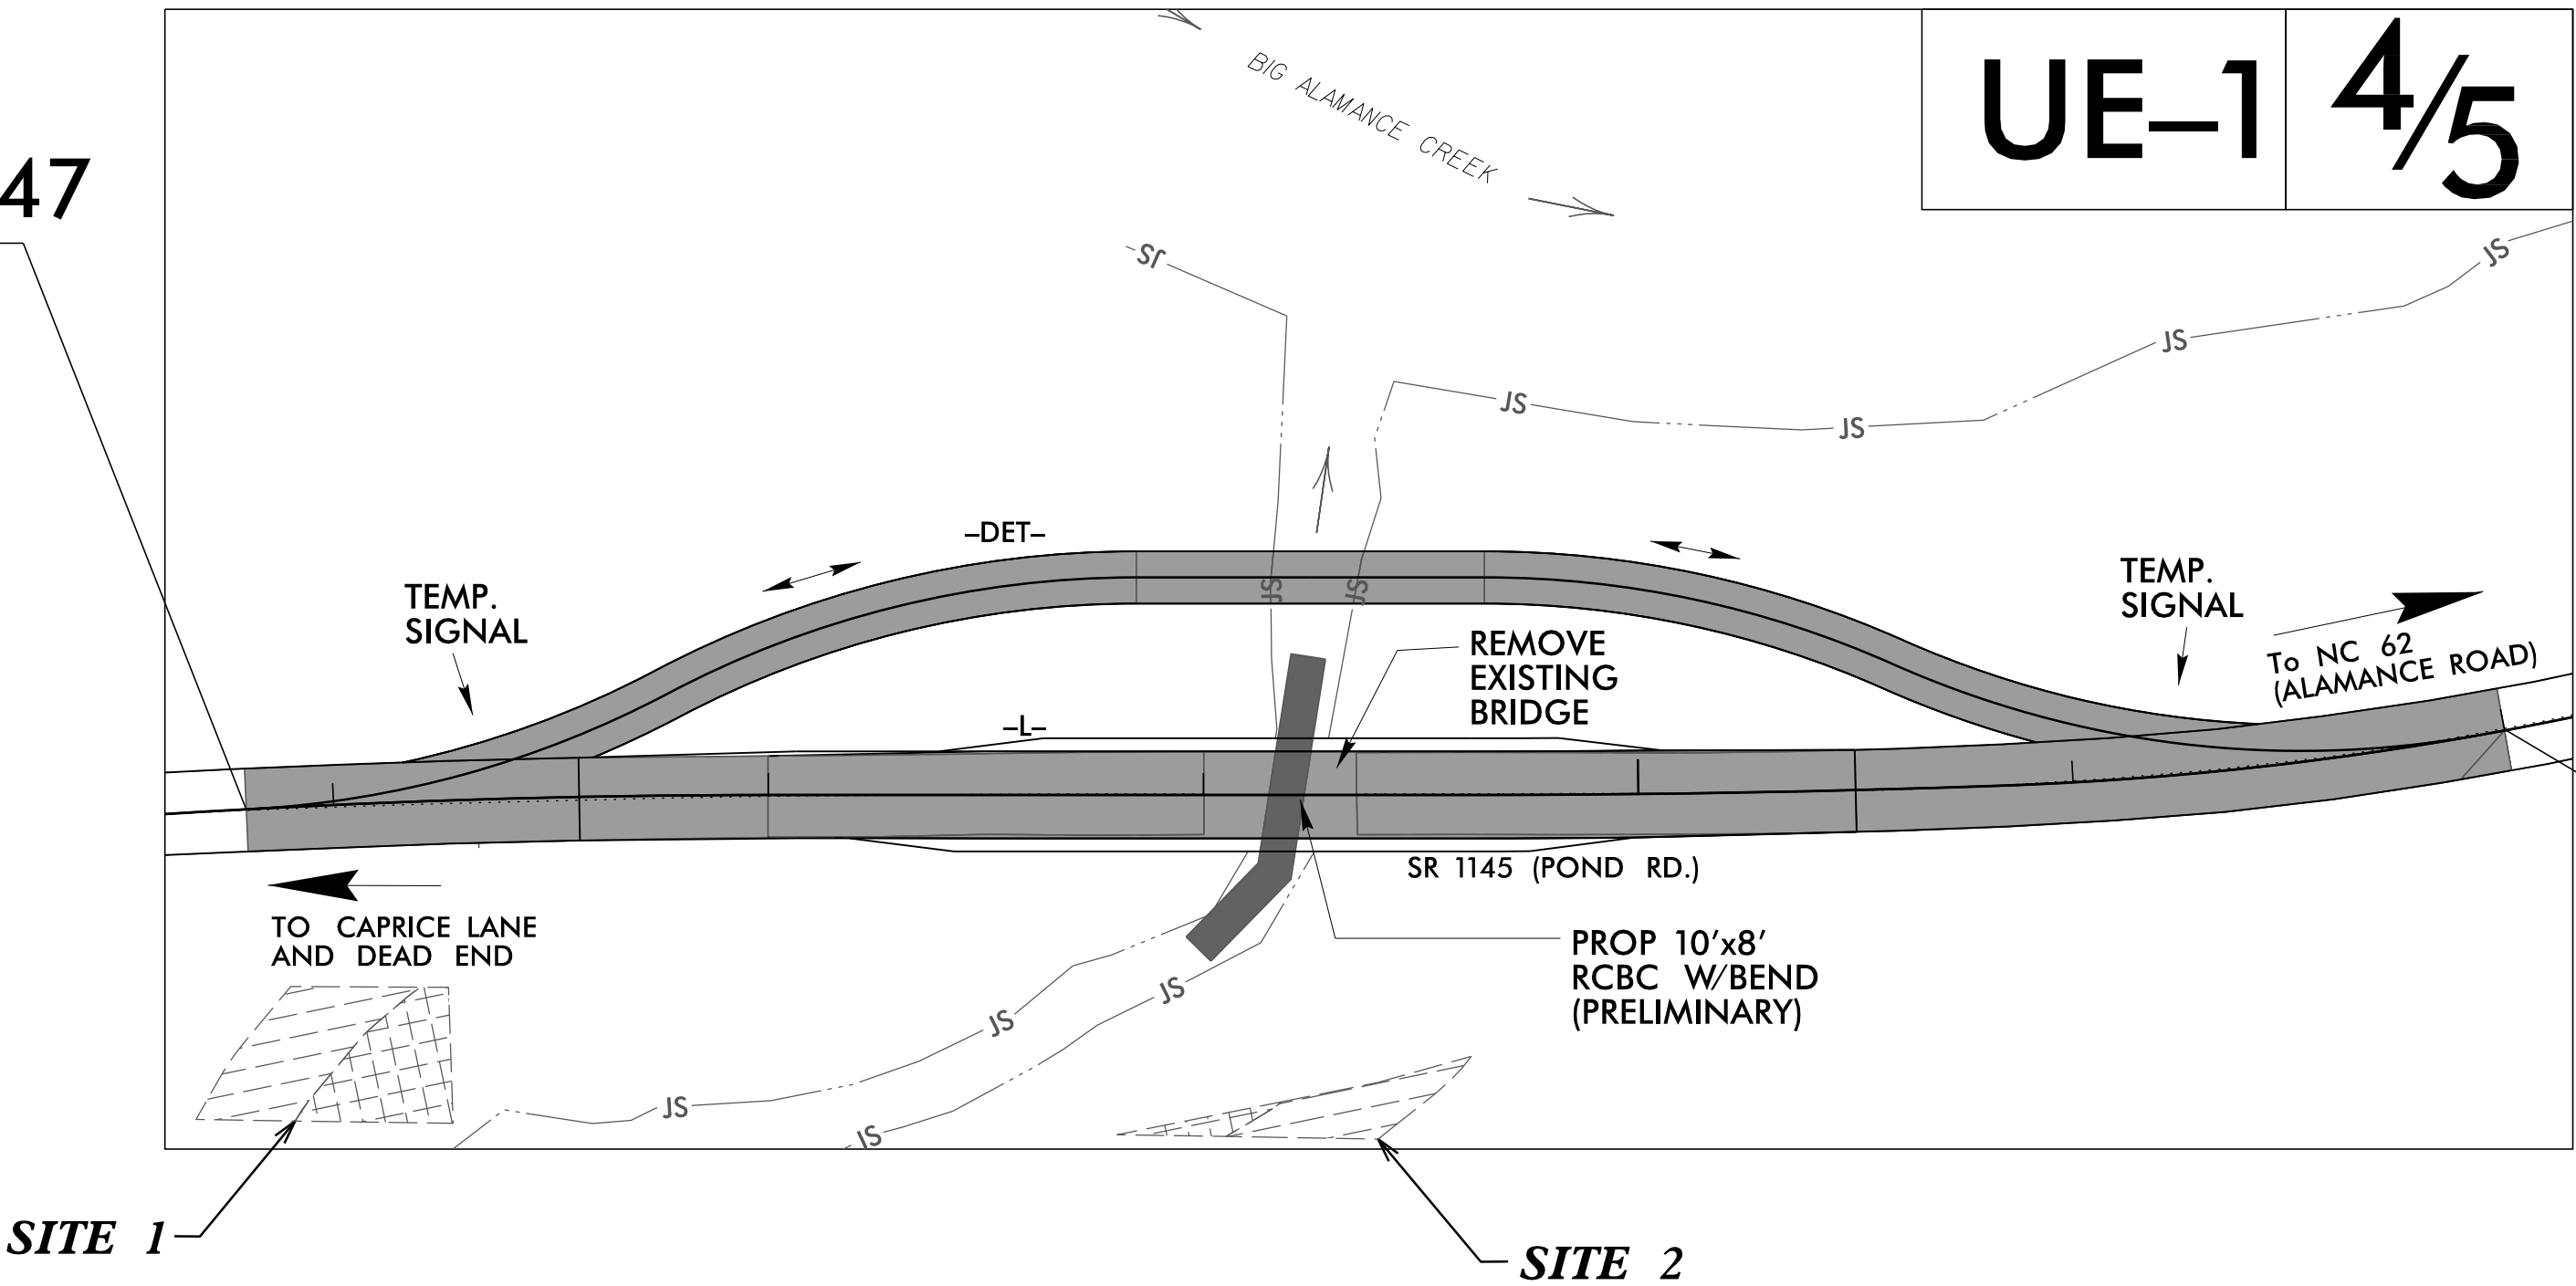 UE-1
4/5
BIG ALAMANCE CREEK
47
JS
JS
JS
JS
JS
-DET-
TEMP.
SIGNAL
TEMP.
SIGNAL
JS
JS
To NC 62
(ALAMANCE ROAD)
REMOVE
EXISTING
BRIDGE
-L-
SR 1145 (POND RD.)
TO CAPRICE LANE
AND DEAD END
PROP 10'x8'
RCBC W/BEND
(PRELIMINARY)
JS
JS
JS
JS
SITE 1
SITE 2